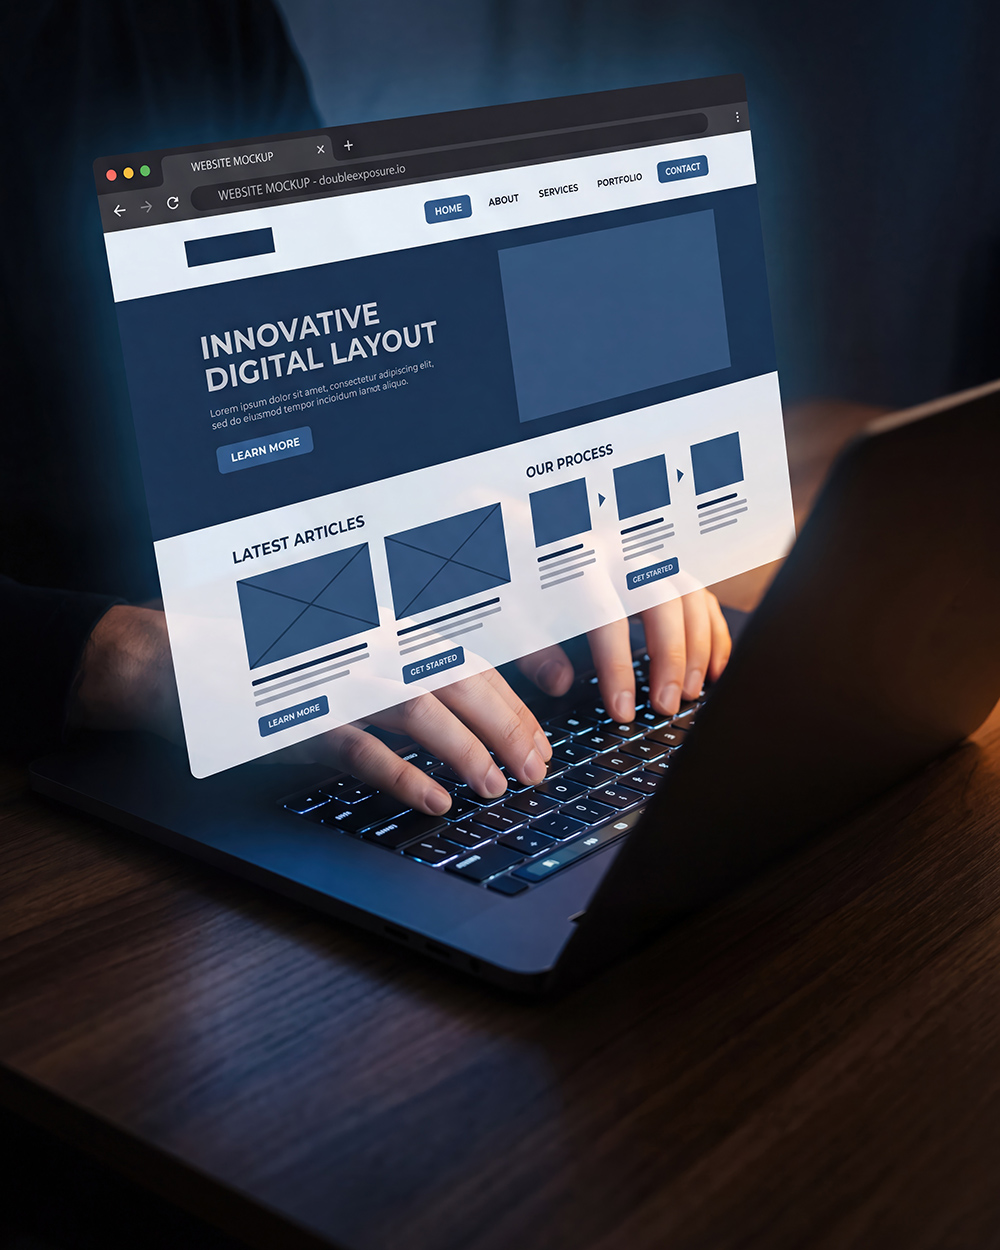 WEBSITE MOCKUP
WEBSITE MOCKUP - doubleexposure.io
HOME ABOUT SERVICES PORTFOLIO CONTACT
INNOVATIVE
DIGITAL LAYOUT
Lorem ipsum dolor sit amet, consectetur adipiscing elit,
sed do eiusmod tempor incioidum iamot aliquo.
LEARN MORE
LATEST ARTICLES
LEARN MORE
GET STARTED
OUR PROCESS
GET STARTED